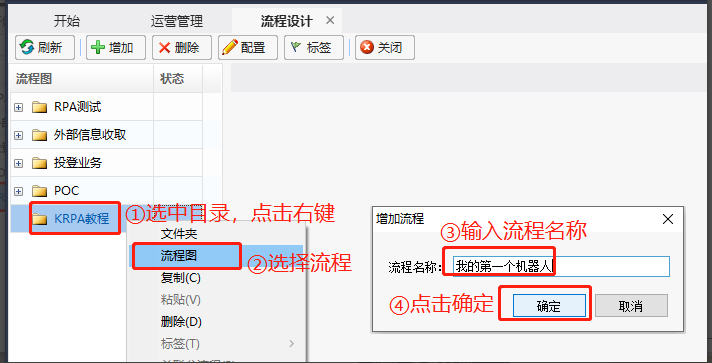 开始 运营管理 流程设计
刷新 增加 删除 配置 标签 关闭
流程图 状态
RPA测试
外部信息收取
投登业务
POC
KRPA教程
①选中目录，点击右键
文件夹
流程图
②选择流程
复制(C)
粘贴(V)
删除(D)
标签(T)
增加流程
③输入流程名称
流程名称:
我的第一个机器人
④点击确定
确定 取消